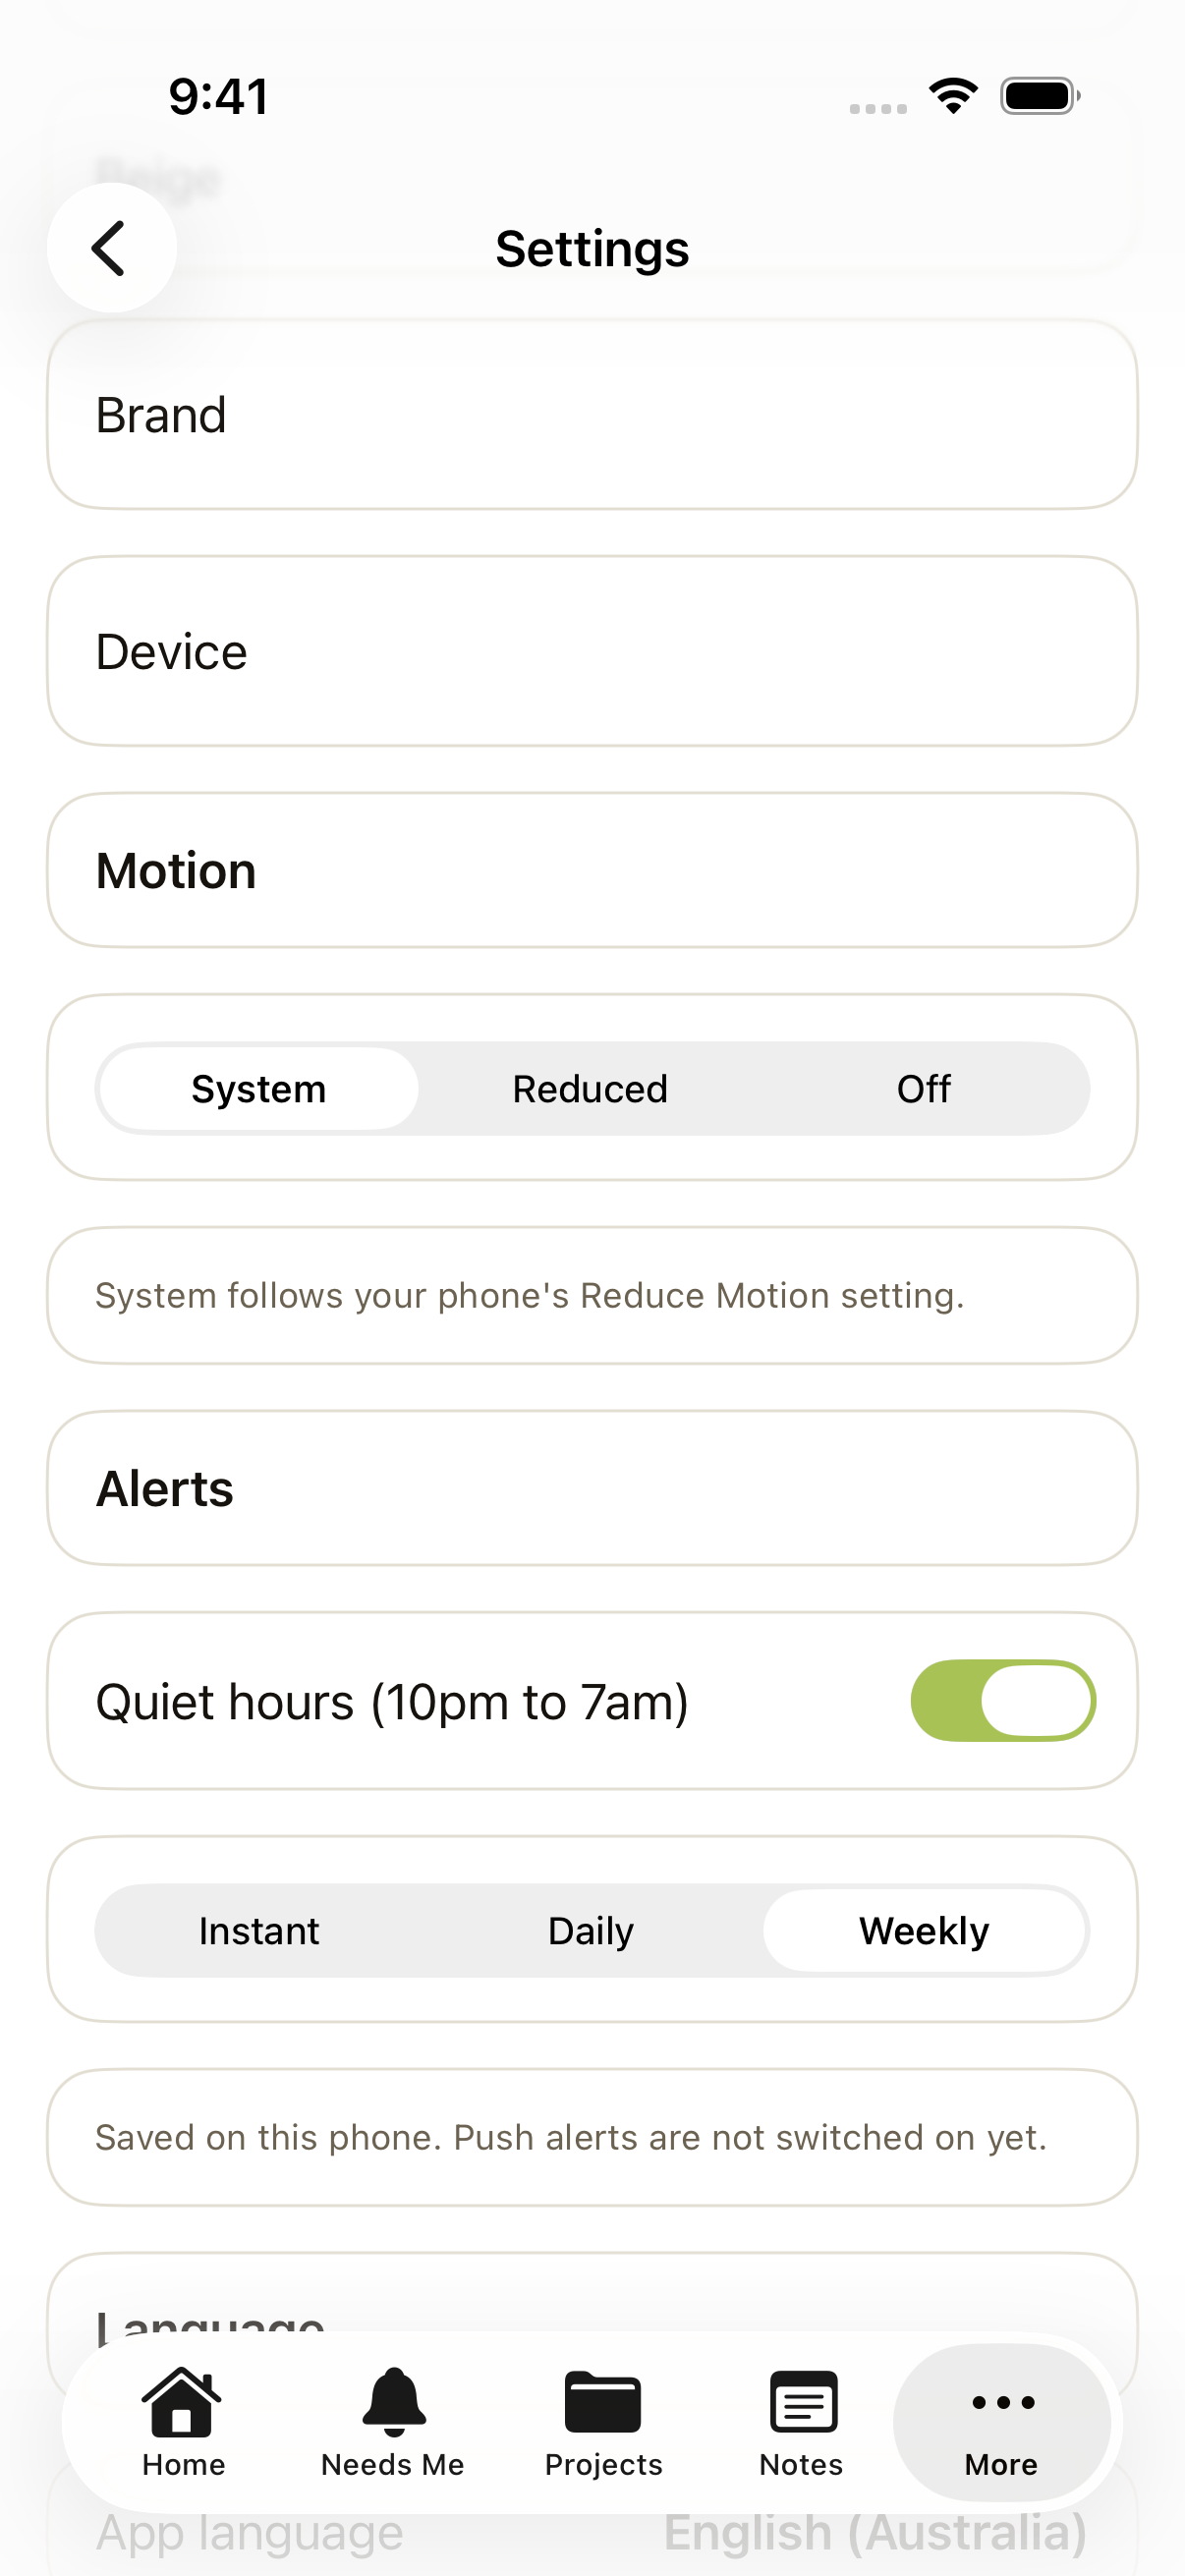 9:41
Beige
Settings
Brand
Device
Motion
System Reduced Off
System follows your phone's Reduce Motion setting.
Alerts
Quiet hours (10pm to 7am)
Instant Daily Weekly
Saved on this phone. Push alerts are not switched on yet.
Language
Home Needs Me Projects Notes More
App language English (Australia)